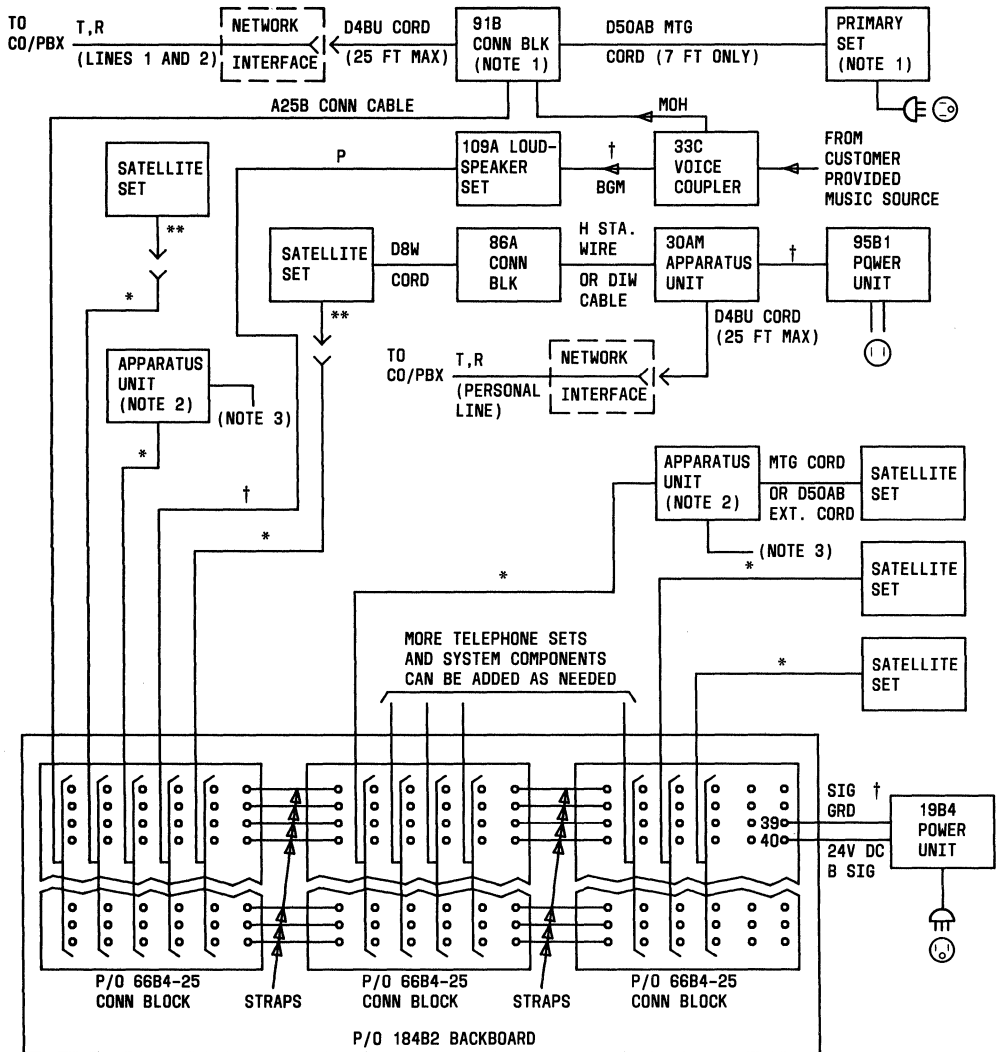 TO
CO/PBX
T,R
(LINES 1 AND 2)
NETWORK
INTERFACE
D4BU CORD
(25 FT MAX)
91B
CONN BLK
(NOTE 1)
D50AB MTG
CORD (7 FT ONLY)
PRIMARY
SET
(NOTE 1)
A25B CONN CABLE
MOH
SATELLITE
SET
**
*
P
109A LOUD-
SPEAKER
SET
†
BGM
33C
VOICE
COUPLER
FROM
CUSTOMER
PROVIDED
MUSIC SOURCE
SATELLITE
SET
**
D8W
CORD
86A
CONN
BLK
H STA.
WIRE
OR DIW
CABLE
30AM
APPARATUS
UNIT
†
95B1
POWER
UNIT
D4BU CORD
(25 FT MAX)
TO
CO/PBX
T,R
(PERSONAL
LINE)
NETWORK
INTERFACE
APPARATUS
UNIT
(NOTE 2)
(NOTE 3)
*
†
*
APPARATUS
UNIT
(NOTE 2)
MTG CORD
OR D50AB
EXT. CORD
SATELLITE
SET
(NOTE 3)
*
*
SATELLITE
SET
MORE TELEPHONE SETS
AND SYSTEM COMPONENTS
CAN BE ADDED AS NEEDED
*
SATELLITE
SET
39
40
SIG †
GRD
24V DC
B SIG
19B4
POWER
UNIT
P/O 66B4-25
CONN BLOCK
STRAPS
P/O 66B4-25
CONN BLOCK
STRAPS
P/O 66B4-25
CONN BLOCK
P/O 184B2 BACKBOARD